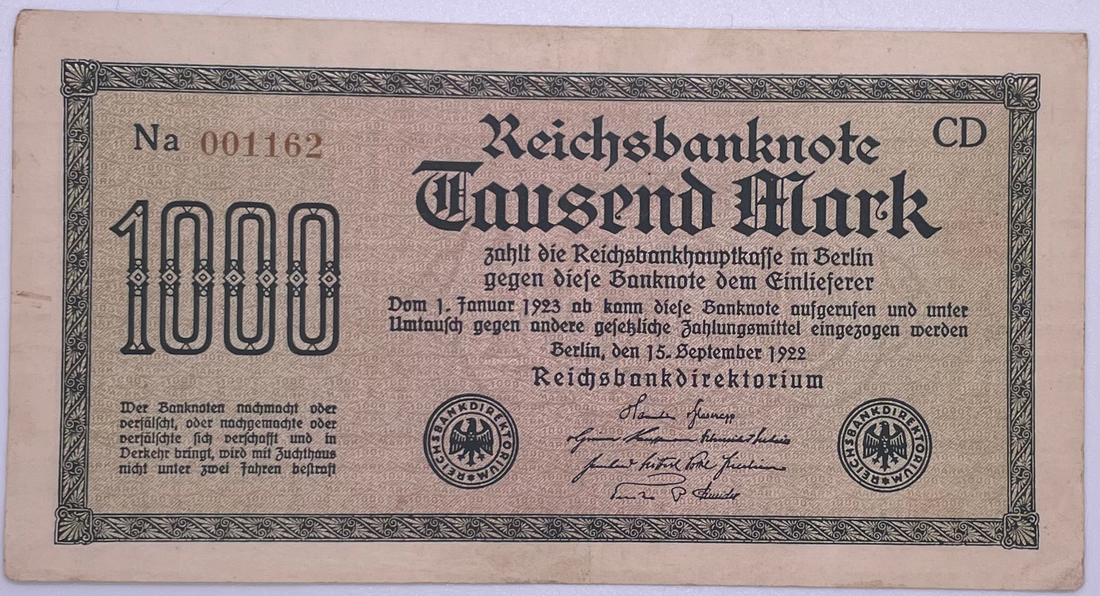 Na 001162
CD
Reichsbanknote
Tausend Mark
zahlt die Reichsbankhauptkasse in Berlin
gegen diese Banknote dem Einlieferer
Vom 1. Januar 1923 ab kann diese Banknote aufgerufen und unter
Umtausch gegen andere gesetzliche Zahlungsmittel eingezogen werden
Berlin, den 15. September 1922
Reichsbankdirektorium
1000
Wer Banknoten nachmacht oder
verfälscht, oder nachgemachte oder
verfälschte sich verschafft und in
Verkehr bringt, wird mit Zuchthaus
nicht unter zwei Jahren bestraft
REICHSBANKDIREKTORIUM
REICHSBANKDIREKTORIUM